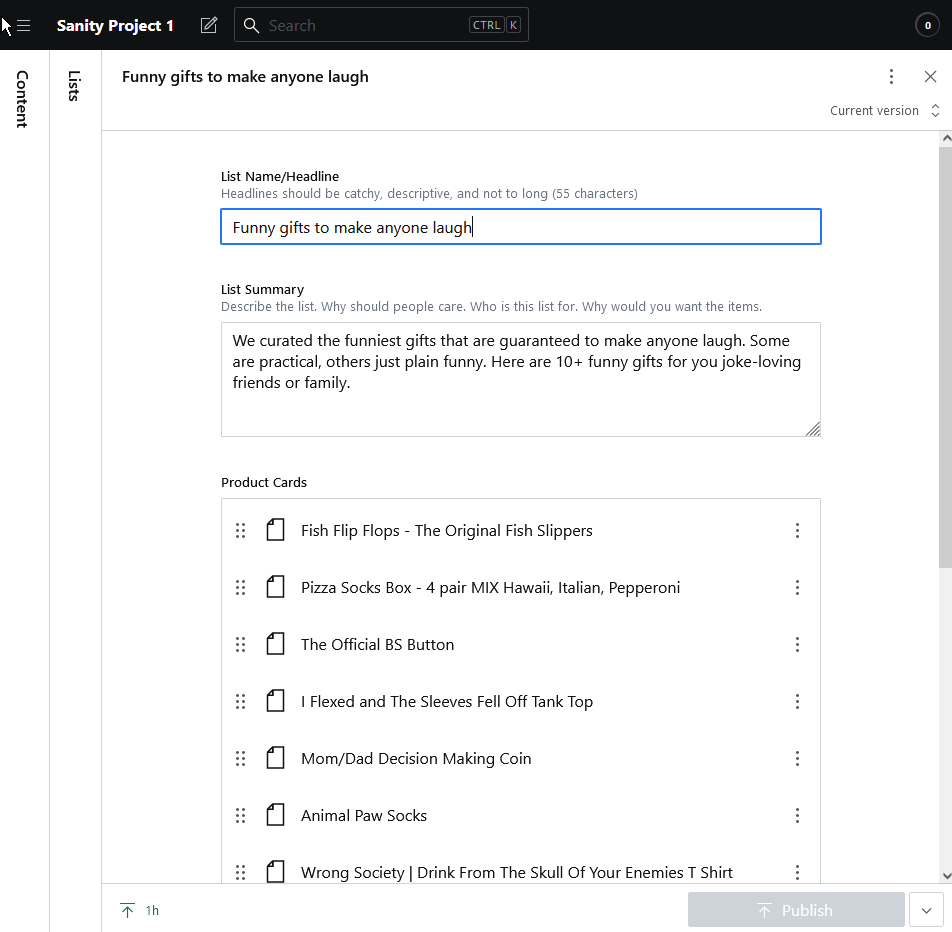 Sanity Project 1
Search
CTRL K
0
Content
Lists
Funny gifts to make anyone laugh
Current version
List Name/Headline
Headlines should be catchy, descriptive, and not to long (55 characters)
Funny gifts to make anyone laugh
List Summary
Describe the list. Why should people care. Who is this list for. Why would you want the items.
We curated the funniest gifts that are guaranteed to make anyone laugh. Some
are practical, others just plain funny. Here are 10+ funny gifts for you joke-loving
friends or family.
Product Cards
Fish Flip Flops - The Original Fish Slippers
Pizza Socks Box - 4 pair MIX Hawaii, Italian, Pepperoni
The Official BS Button
I Flexed and The Sleeves Fell Off Tank Top
Mom/Dad Decision Making Coin
Animal Paw Socks
Wrong Society | Drink From The Skull Of Your Enemies T Shirt
1h
Publish